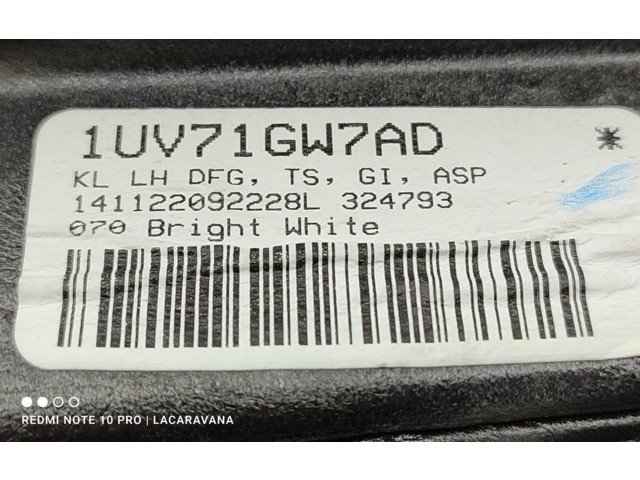 1UV71GW7AD *
KL LH DFG, TS, GI, ASP
141122092228L 324793
070 Bright White
REDMI NOTE 10 PRO | LACARAVANA